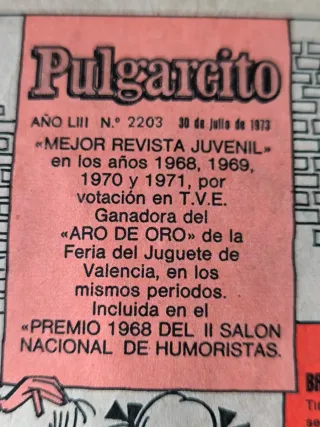 Pulgarcito
AÑO LIII N.º 2203 30 de julio de 1973
«MEJOR REVISTA JUVENIL»
en los años 1968, 1969,
1970 y 1971, por
votación en T.V.E.
Ganadora del
«ARO DE ORO» de la
Feria del Juguete de
Valencia, en los
mismos periodos.
Incluida en el
«PREMIO 1968 DEL II SALON
NACIONAL DE HUMORISTAS.